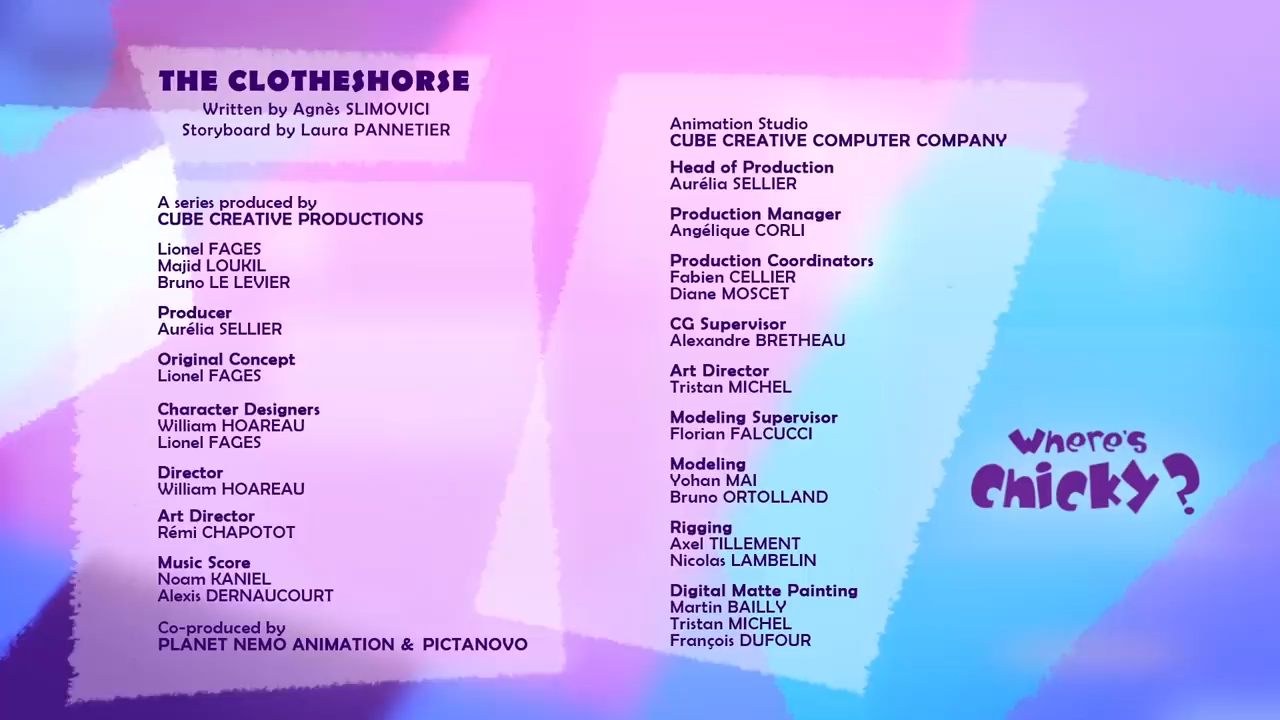 THE CLOTHESHORSE
Written by Agnès SLIMOVICI
Storyboard by Laura PANNETIER
A series produced by
CUBE CREATIVE PRODUCTIONS
Lionel FAGES
Majid LOUKIL
Bruno LE LEVIER
Producer
Aurélia SELLIER
Original Concept
Lionel FAGES
Character Designers
William HOAREAU
Lionel FAGES
Director
William HOAREAU
Art Director
Rémi CHAPOTOT
Music Score
Noam KANIEL
Alexis DERNAUCOURT
Co-produced by
PLANET NEMO ANIMATION & PICTANOVO
Animation Studio
CUBE CREATIVE COMPUTER COMPANY
Head of Production
Aurélia SELLIER
Production Manager
Angélique CORLI
Production Coordinators
Fabien CELLIER
Diane MOSCET
CG Supervisor
Alexandre BRETHEAU
Art Director
Tristan MICHEL
Modeling Supervisor
Florian FALCUCCI
Modeling
Yohan MAI
Bruno ORTOLLAND
Rigging
Axel TILLEMENT
Nicolas LAMBELIN
Digital Matte Painting
Martin BAILLY
Tristan MICHEL
François DUFOUR
Where's
Chicky?